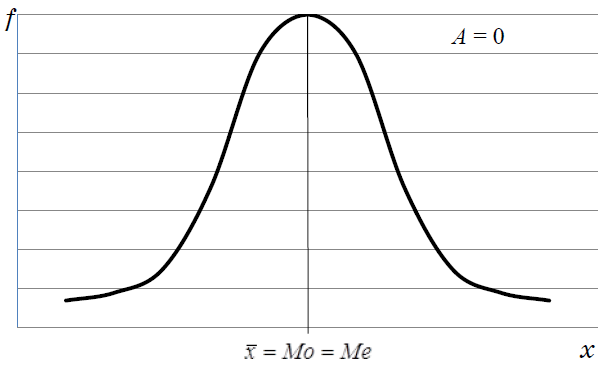 f
A = 0
x̅ = Mo = Me
x